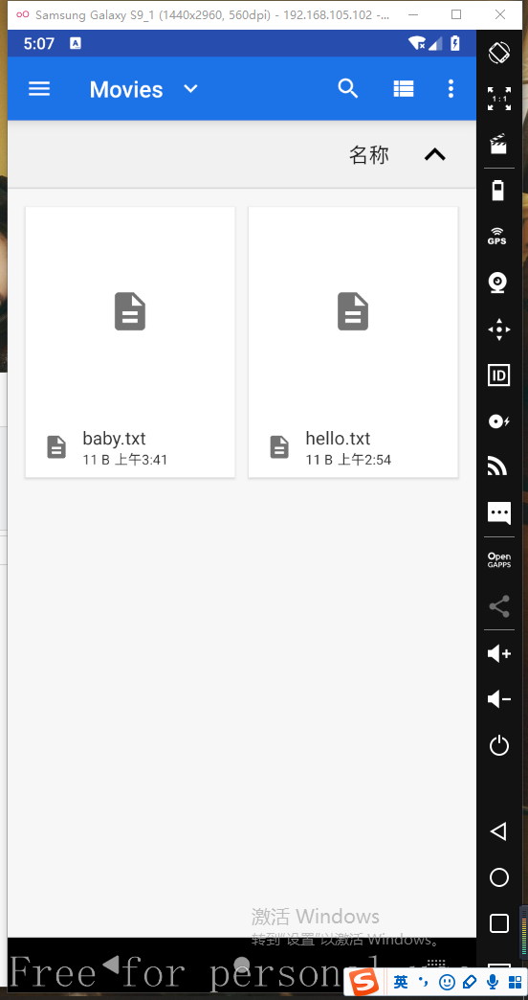 Samsung Galaxy S9_1 (1440x2960, 560dpi) - 192.168.105.102 -...
5:07
A
Movies
1:1
名称
GPS
ID
baby.txt
11 B 上午3:41
hello.txt
11 B 上午2:54
Open
GAPPS
激活 Windows
转到"设置"以激活 Windows。
Free for personal
英